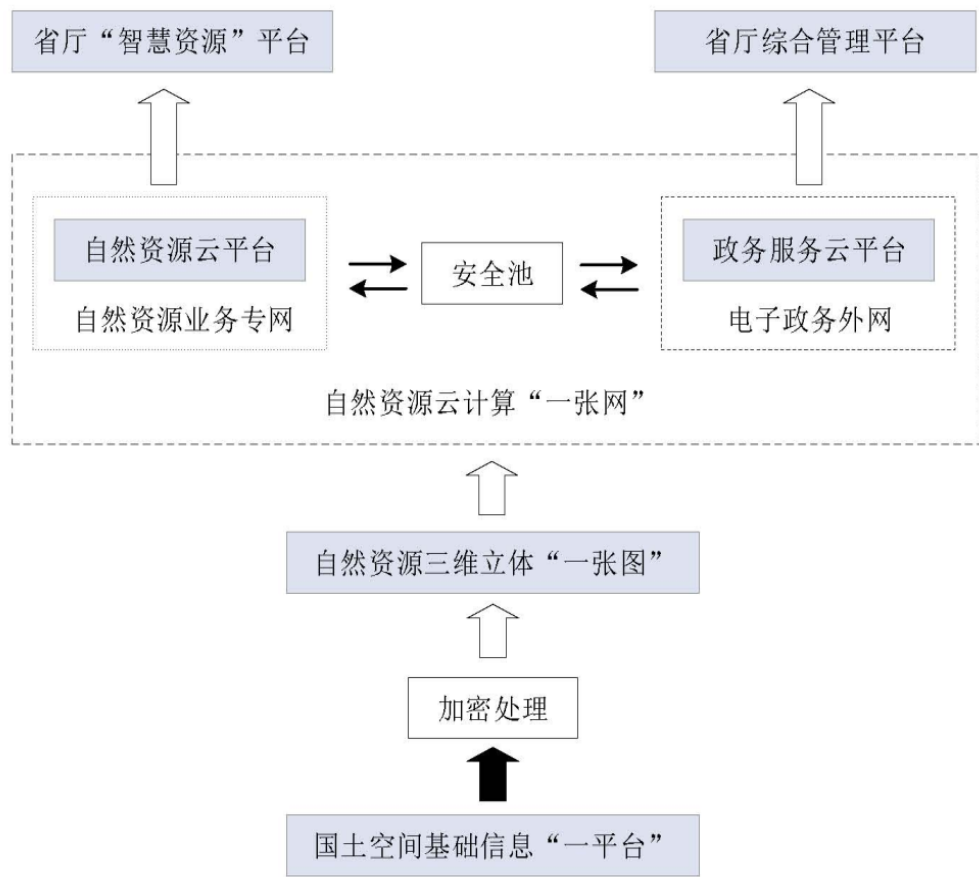 省厅“智慧资源”平台
省厅综合管理平台
自然资源云平台
安全池
政务服务云平台
自然资源业务专网
电子政务外网
自然资源云计算“一张网”
自然资源三维立体“一张图”
加密处理
国土空间基础信息“一平台”